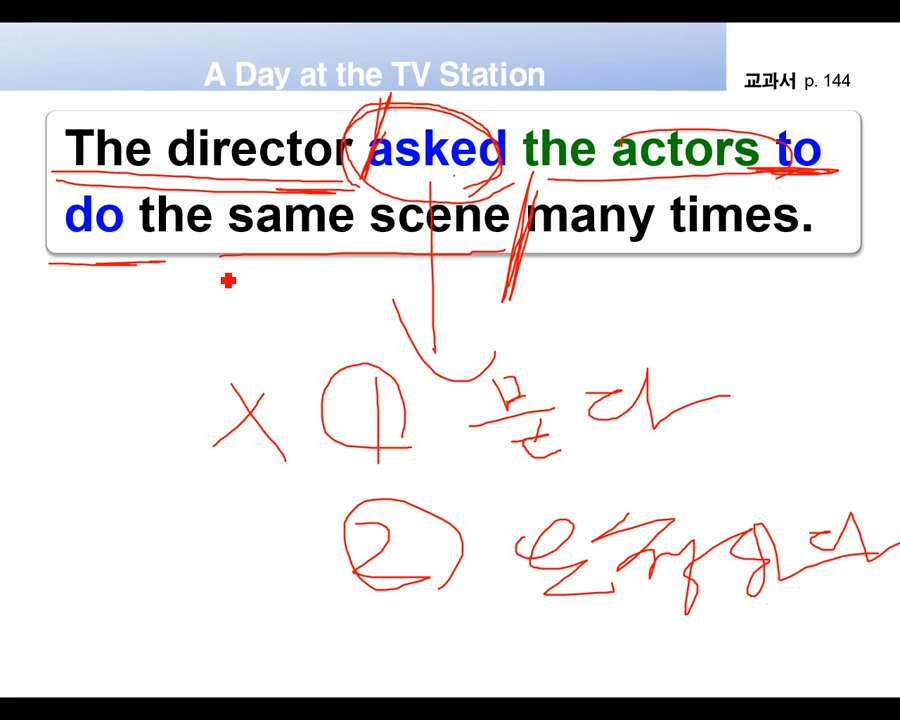 A Day at the TV Station
교과서 p. 144
The director asked the actors to
do the same scene many times.
X ① 묻다
② 요청하다